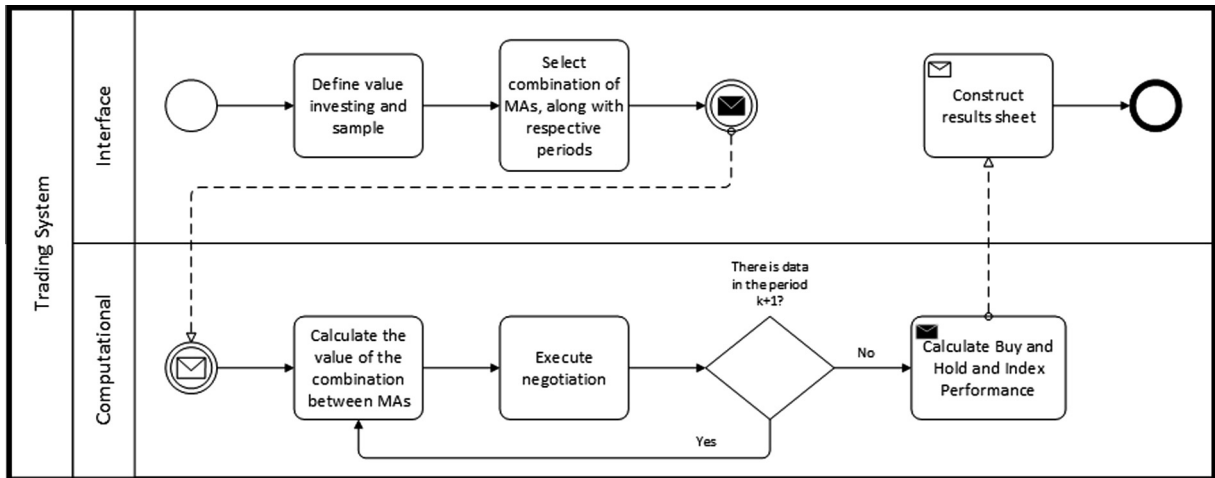 Trading System
Interface
Define value
investing and
sample
Select
combination of
MAs, along with
respective
periods
Construct
results sheet
Computational
Calculate the
value of the
combination
between MAs
Execute
negotiation
There is data
in the period
k+1?
No
Yes
Calculate Buy and
Hold and Index
Performance